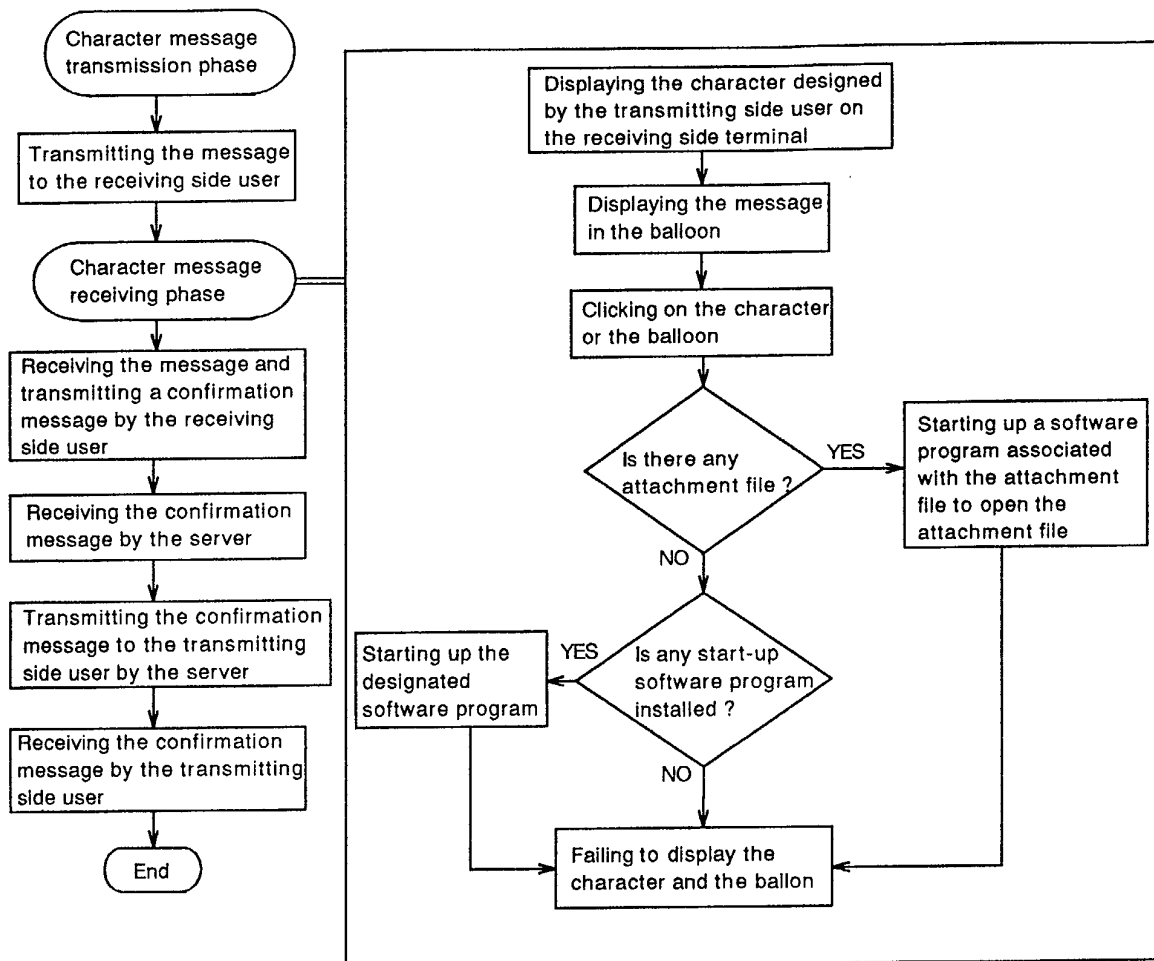 Character message
transmission phase
Transmitting the message
to the receiving side user
Character message
receiving phase
Receiving the message and
transmitting a confirmation
message by the receiving
side user
Receiving the confirmation
message by the server
Transmitting the confirmation
message to the transmitting
side user by the server
Receiving the confirmation
message by the transmitting
side user
End
Displaying the character designed
by the transmitting side user on
the receiving side terminal
Displaying the message
in the balloon
Clicking on the character
or the balloon
Is there any
attachment file ?
YES
Starting up a software
program associated
with the attachment
file to open the
attachment file
NO
Is any start-up
software program
installed ?
YES
Starting up the
designated
software program
NO
Failing to display the
character and the ballon